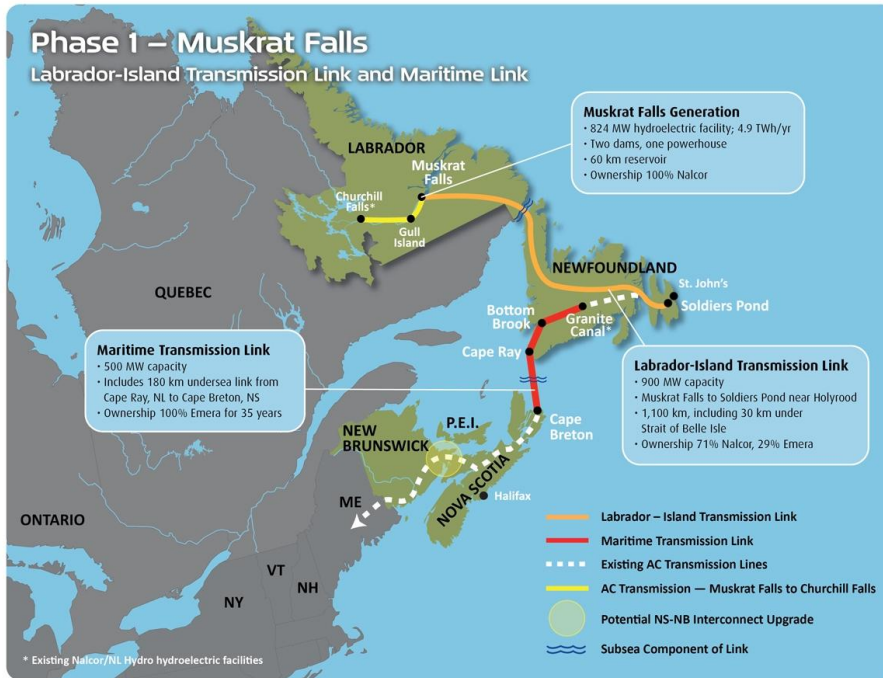 Phase 1 – Muskrat Falls
Labrador-Island Transmission Link and Maritime Link
Muskrat Falls Generation
• 824 MW hydroelectric facility; 4.9 TWh/yr
• Two dams, one powerhouse
• 60 km reservoir
• Ownership 100% Nalcor
LABRADOR
Muskrat
Falls
Churchill
Falls*
Gull
Island
QUEBEC
NEWFOUNDLAND
St. John's
Soldiers Pond
Bottom
Brook
Granite
Canal*
Cape Ray
Maritime Transmission Link
• 500 MW capacity
• Includes 180 km undersea link from
Cape Ray, NL to Cape Breton, NS
• Ownership 100% Emera for 35 years
Labrador-Island Transmission Link
• 900 MW capacity
• Muskrat Falls to Soldiers Pond near Holyrood
• 1,100 km, including 30 km under
Strait of Belle Isle
• Ownership 71% Nalcor, 29% Emera
Cape
Breton
P.E.I.
NEW
BRUNSWICK
NOVA SCOTIA
Halifax
ME
ONTARIO
VT
NH
NY
Labrador – Island Transmission Link
Maritime Transmission Link
Existing AC Transmission Lines
AC Transmission — Muskrat Falls to Churchill Falls
Potential NS-NB Interconnect Upgrade
Subsea Component of Link
* Existing Nalcor/NL Hydro hydroelectric facilities